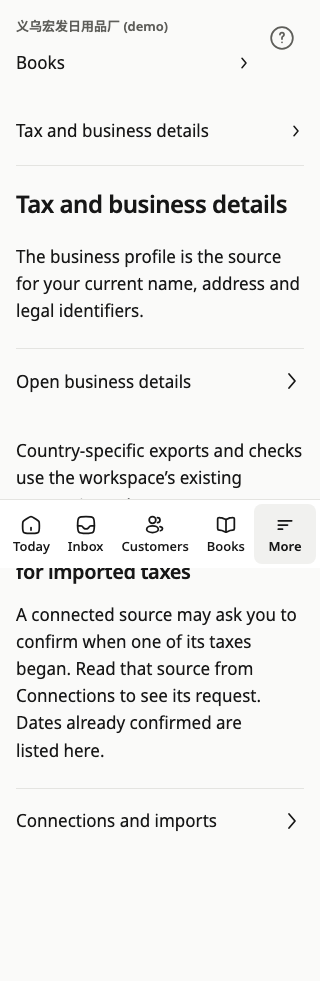 义乌宏发日用品厂 (demo)
Books
Tax and business details
Tax and business details
The business profile is the source
for your current name, address and
legal identifiers.
Open business details
Country-specific exports and checks
use the workspace’s existing
Today Inbox Customers Books More
for imported taxes
A connected source may ask you to
confirm when one of its taxes
began. Read that source from
Connections to see its request.
Dates already confirmed are
listed here.
Connections and imports